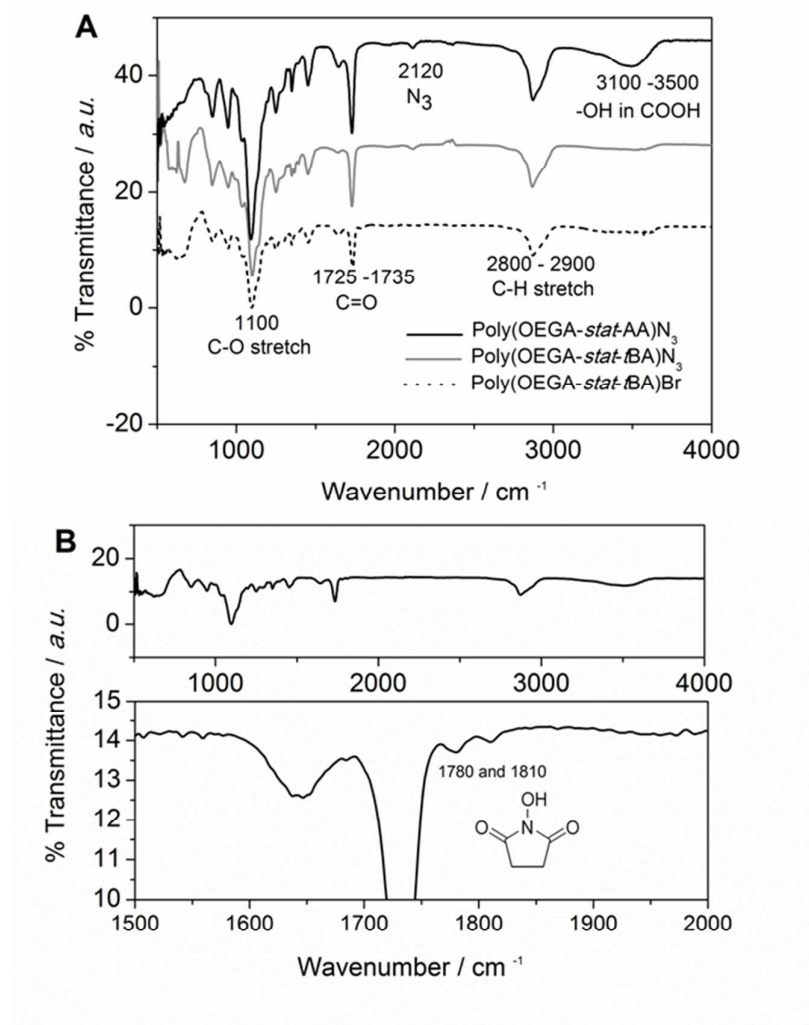 A
% Transmittance / a.u.
40
20
0
-20
2120
N3
3100 -3500
-OH in COOH
1725 -1735
C=O
2800 - 2900
C-H stretch
1100
C-O stretch
Poly(OEGA-stat-AA)N3
Poly(OEGA-stat-tBA)N3
Poly(OEGA-stat-tBA)Br
1000 2000 3000 4000
Wavenumber / cm -1
B
% Transmittance / a.u.
20
0
1000 2000 3000 4000
15
14
13
12
11
10
1780 and 1810
OH
N
O O
1500 1600 1700 1800 1900 2000
Wavenumber / cm -1